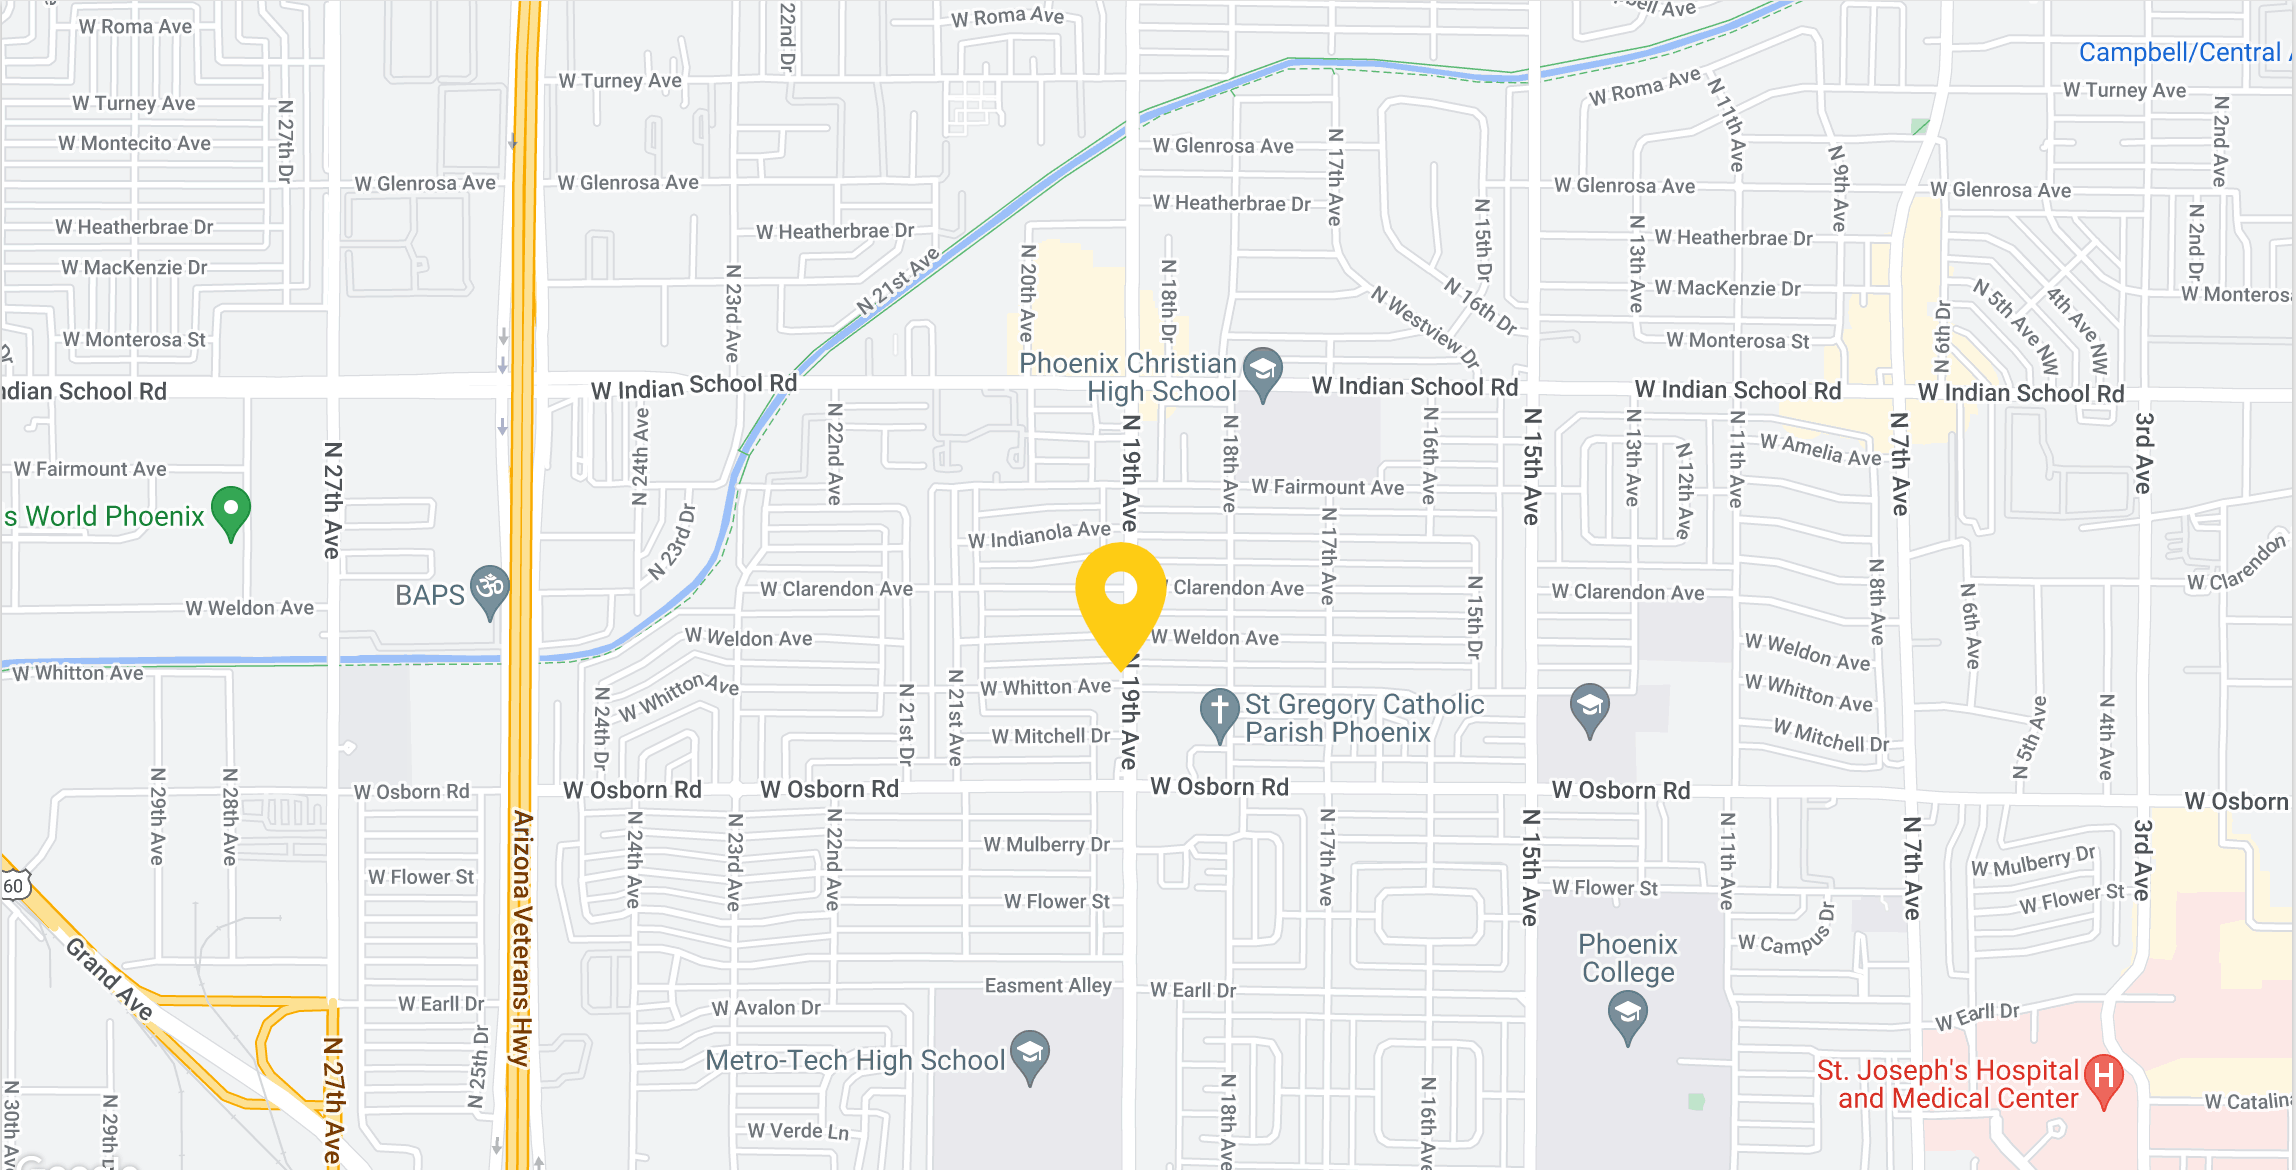 W Roma Ave
22nd Dr
W Roma Ave
Campbell/Central
W Turney Ave
W Turney Ave
W Roma Ave
N 11th Ave
W Turney Ave
N 2nd Ave
N 27th Dr
W Montecito Ave
W Glenrosa Ave
N 17th Ave
N 9th Ave
W Glenrosa Ave
W Glenrosa Ave
W Glenrosa Ave
W Glenrosa Ave
W Heatherbrae Dr
W Heatherbrae Dr
W Heatherbrae Dr
N 15th Dr
N 13th Ave
W Heatherbrae Dr
N 2nd Dr
W MacKenzie Dr
N 23rd Ave
N 21st Ave
N 20th Ave
N 18th Dr
N Westview Dr
N 16th Dr
W MacKenzie Dr
N 6th Dr
N 5th Ave NW
4th Ave NW
W Monterosa St
W Monterosa St
Phoenix Christian
High School
W Indian School Rd
W Indian School Rd
W Indian School Rd
W Indian School Rd
N 24th Ave
N 22nd Ave
N 19th Ave
N 18th Ave
N 16th Ave
N 15th Ave
N 13th Ave
N 12th Ave
N 11th Ave
W Amelia Ave
N 7th Ave
3rd Ave
N 27th Ave
W Fairmount Ave
W Fairmount Ave
s World Phoenix
N 23rd Dr
W Indianola Ave
N 17th Ave
BAPS
W Weldon Ave
W Clarendon Ave
W Clarendon Ave
N 15th Dr
W Clarendon Ave
N 8th Ave
N 6th Ave
W Clarendon
W Weldon Ave
W Weldon Ave
W Weldon Ave
W Whitton Ave
N 24th Dr
W Whitton Ave
N 21st Dr
N 21st Ave
W Whitton Ave
N 19th Ave
W Whitton Ave
St Gregory Catholic
Parish Phoenix
W Mitchell Dr
W Mitchell Dr
N 5th Ave
N 4th Ave
N 29th Ave
N 28th Ave
W Osborn Rd
W Osborn Rd
W Osborn Rd
W Osborn Rd
W Osborn Rd
W Osborn
Arizona Veterans Hwy
N 24th Ave
N 23rd Ave
N 22nd Ave
W Mulberry Dr
N 17th Ave
N 15th Ave
N 11th Ave
N 7th Ave
W Mulberry Dr
3rd Ave
60
W Flower St
W Flower St
W Flower St
W Flower St
Grand Ave
Phoenix
College
W Campus Dr
W Earll Dr
W Avalon Dr
Easment Alley
W Earll Dr
W Earll Dr
N 27th Ave
N 25th Dr
Metro-Tech High School
St. Joseph's Hospital
and Medical Center
N 29th
N 18th Ave
N 16th Ave
W Verde Ln